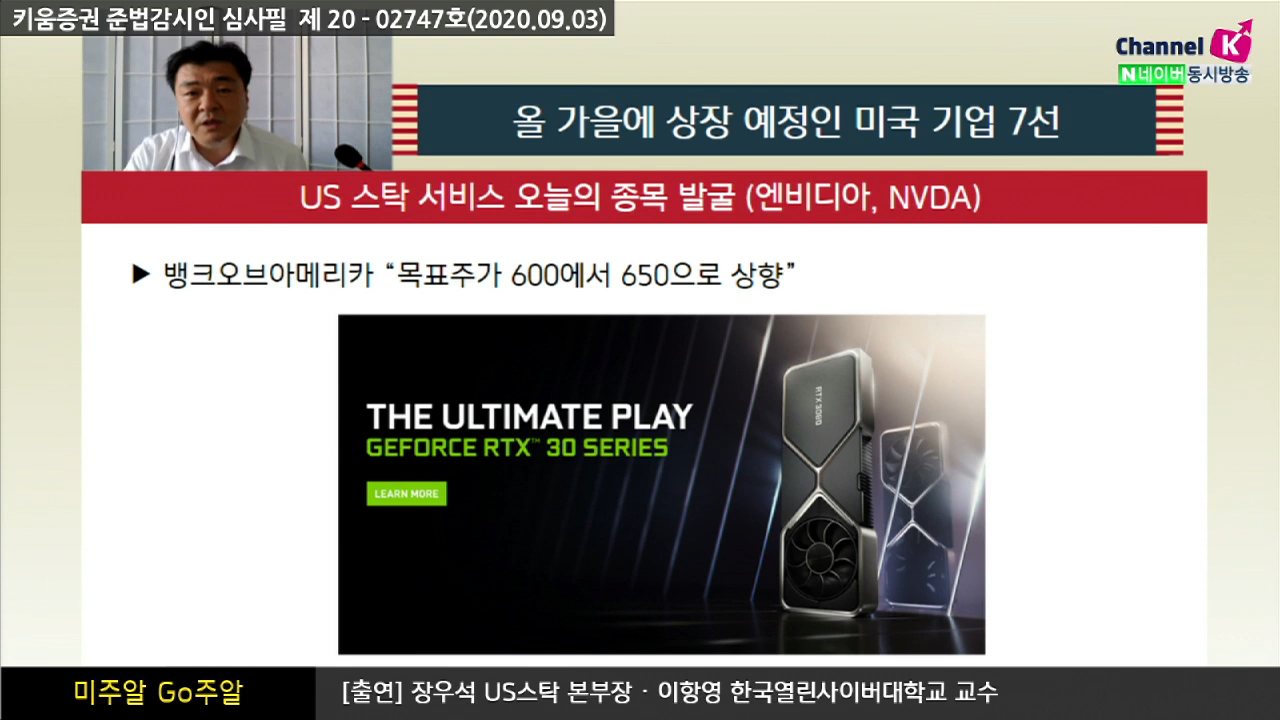 키움증권 준법감시인 심사필 제 20 - 02747호(2020.09.03)
Channel K
N 네이버 동시방송
올 가을에 상장 예정인 미국 기업 7선
US 스탁 서비스 오늘의 종목 발굴 (엔비디아, NVDA)
▶ 뱅크오브아메리카 “목표주가 600에서 650으로 상향”
THE ULTIMATE PLAY
GEFORCE RTX™ 30 SERIES
LEARN MORE
RTX 3080
미주알 Go주알
[출연] 장우석 US스탁 본부장 · 이항영 한국열린사이버대학교 교수